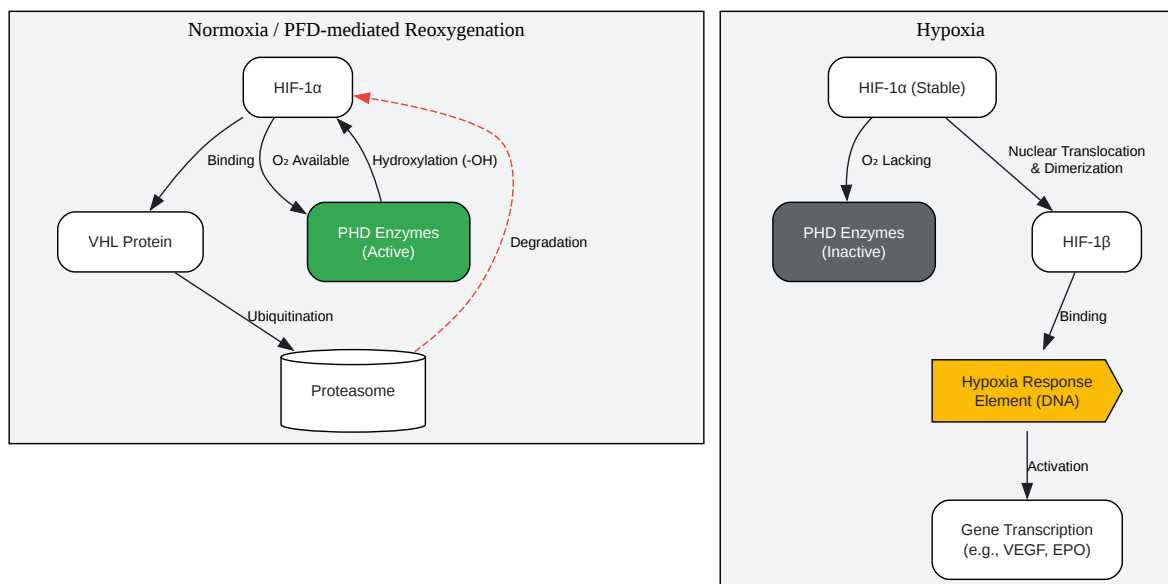 Normoxia / PFD-mediated Reoxygenation
HIF-1α
Binding
O₂ Available
Hydroxylation (-OH)
VHL Protein
PHD Enzymes
(Active)
Degradation
Ubiquitination
Proteasome
Hypoxia
HIF-1α (Stable)
O₂ Lacking
Nuclear Translocation
& Dimerization
PHD Enzymes
(Inactive)
HIF-1β
Binding
Hypoxia Response
Element (DNA)
Activation
Gene Transcription
(e.g., VEGF, EPO)